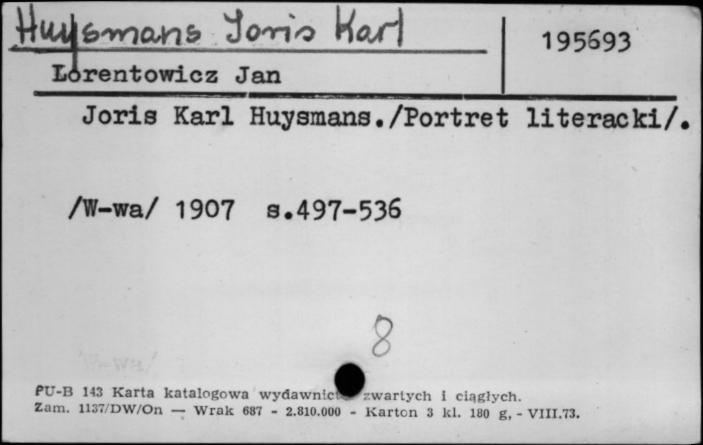 Huysmans Joris Karl
195693
Lorentowicz Jan
Joris Karl Huysmans./Portret literacki/.
/W-wa/ 1907 s.497-536
8
W-wa/
PU-B 143 Karta katalogowa wydawnict zwartych i ciągłych.
Zam. 1137/DW/On — Wrak 687 - 2.810.000 - Karton 3 kl. 180 g, - VIII.73.